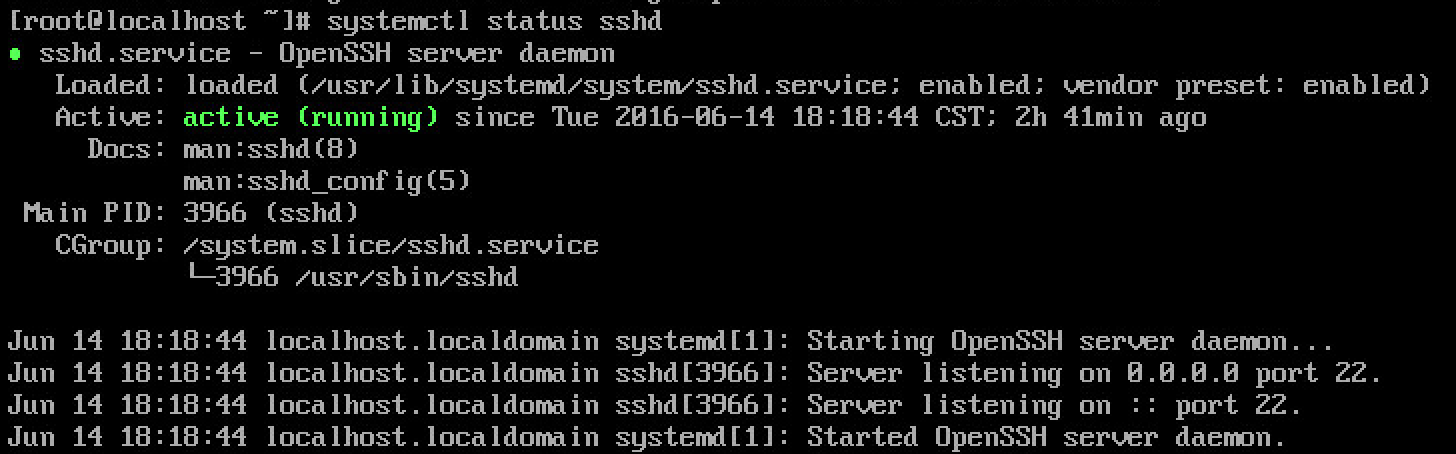 [root@localhost ~]# systemctl status sshd
● sshd.service - OpenSSH server daemon
   Loaded: loaded (/usr/lib/systemd/system/sshd.service; enabled; vendor preset: enabled)
   Active: active (running) since Tue 2016-06-14 18:18:44 CST; 2h 41min ago
     Docs: man:sshd(8)
           man:sshd_config(5)
 Main PID: 3966 (sshd)
   CGroup: /system.slice/sshd.service
           └─3966 /usr/sbin/sshd

Jun 14 18:18:44 localhost.localdomain systemd[1]: Starting OpenSSH server daemon...
Jun 14 18:18:44 localhost.localdomain sshd[3966]: Server listening on 0.0.0.0 port 22.
Jun 14 18:18:44 localhost.localdomain sshd[3966]: Server listening on :: port 22.
Jun 14 18:18:44 localhost.localdomain systemd[1]: Started OpenSSH server daemon.